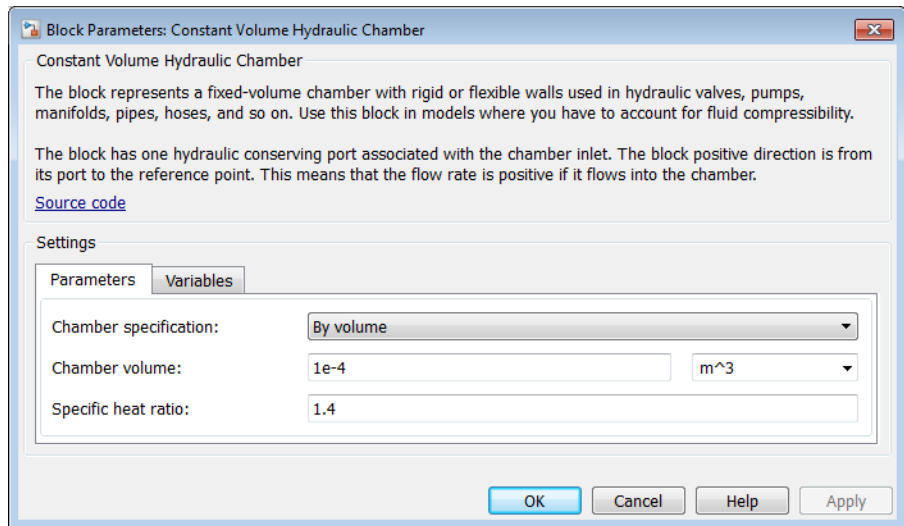 Block Parameters: Constant Volume Hydraulic Chamber
Constant Volume Hydraulic Chamber
The block represents a fixed-volume chamber with rigid or flexible walls used in hydraulic valves, pumps,
manifolds, pipes, hoses, and so on. Use this block in models where you have to account for fluid compressibility.
The block has one hydraulic conserving port associated with the chamber inlet. The block positive direction is from
its port to the reference point. This means that the flow rate is positive if it flows into the chamber.
Source code
Settings
Parameters Variables
Chamber specification: By volume
Chamber volume: 1e-4 m^3
Specific heat ratio: 1.4
OK Cancel Help Apply